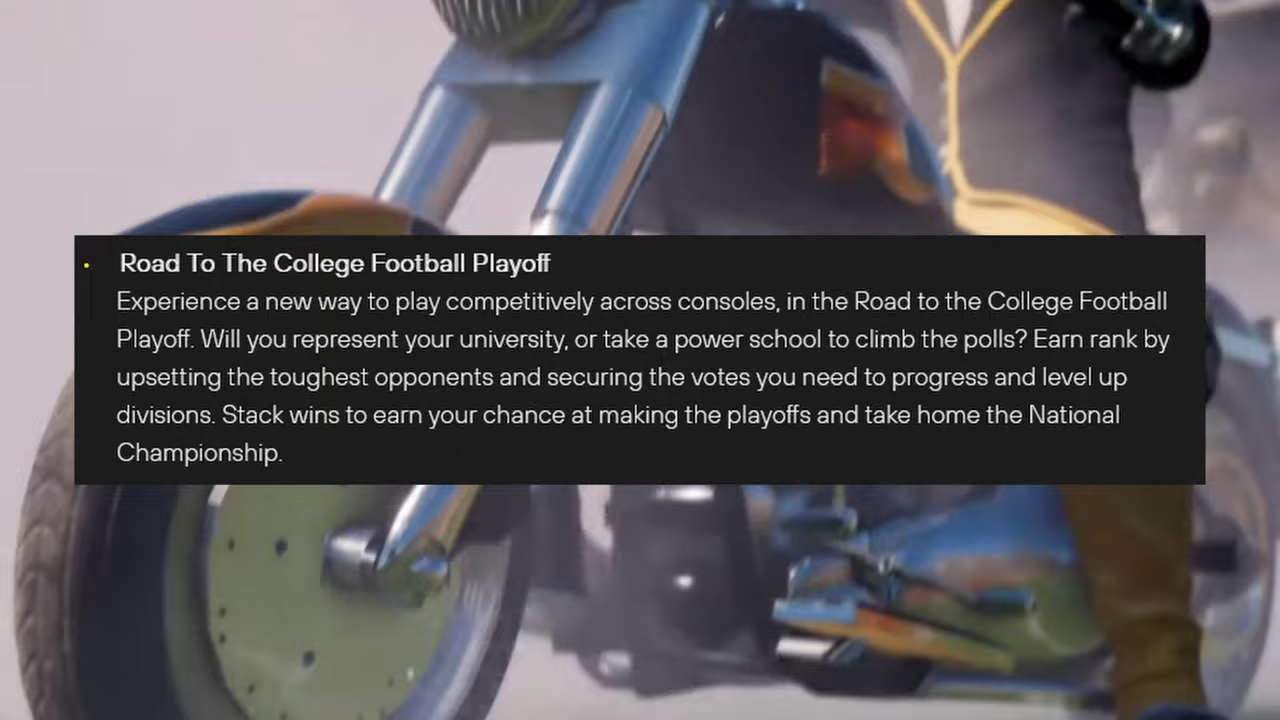 • Road To The College Football Playoff
Experience a new way to play competitively across consoles, in the Road to the College Football
Playoff. Will you represent your university, or take a power school to climb the polls? Earn rank by
upsetting the toughest opponents and securing the votes you need to progress and level up
divisions. Stack wins to earn your chance at making the playoffs and take home the National
Championship.